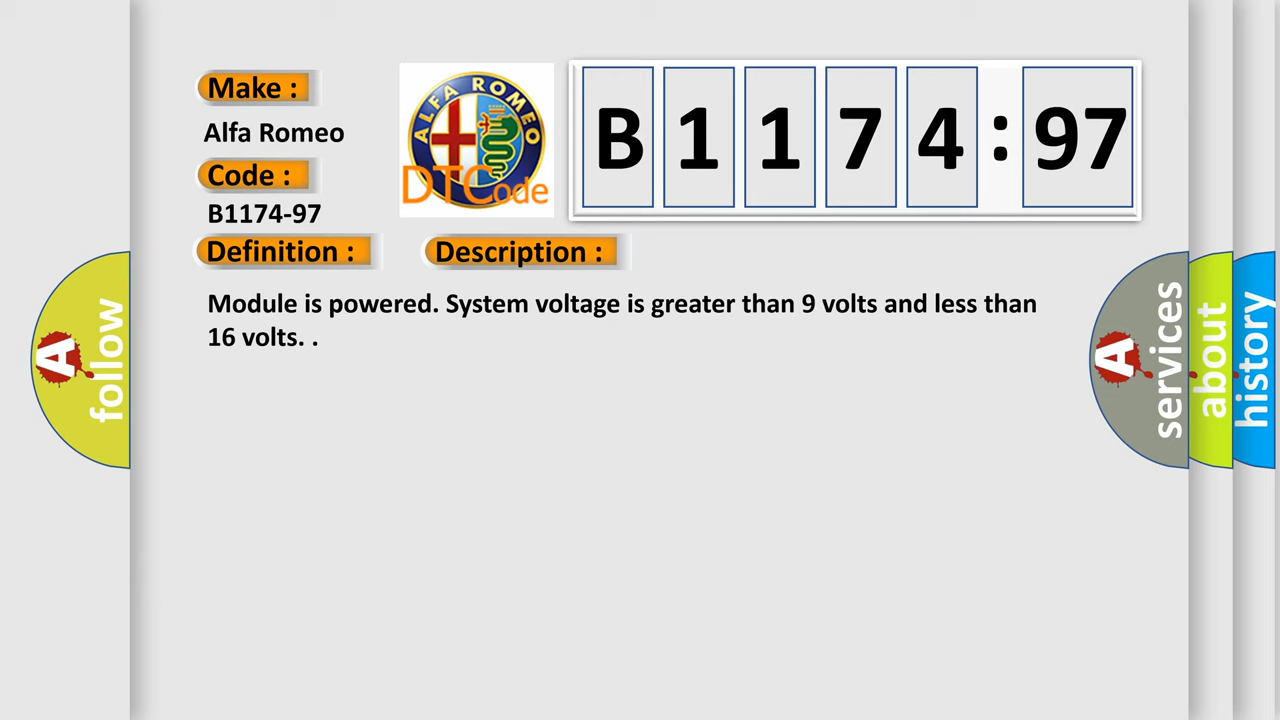 Make :
Alfa Romeo
Code :
B1174-97
Definition :
Description :
Module is powered. System voltage is greater than 9 volts and less than
16 volts. .
ALFA ROMEO
DTCode
B 1 1 7 4 : 97
A follow
A services
about
history